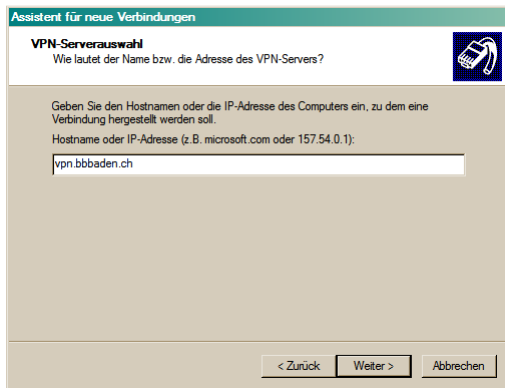 Assistent für neue Verbindungen
VPN-Serverauswahl
Wie lautet der Name bzw. die Adresse des VPN-Servers?
Geben Sie den Hostnamen oder die IP-Adresse des Computers ein, zu dem eine
Verbindung hergestellt werden soll.
Hostname oder IP-Adresse (z.B. microsoft.com oder 157.54.0.1):
vpn.bbbaden.ch
< Zurück Weiter > Abbrechen